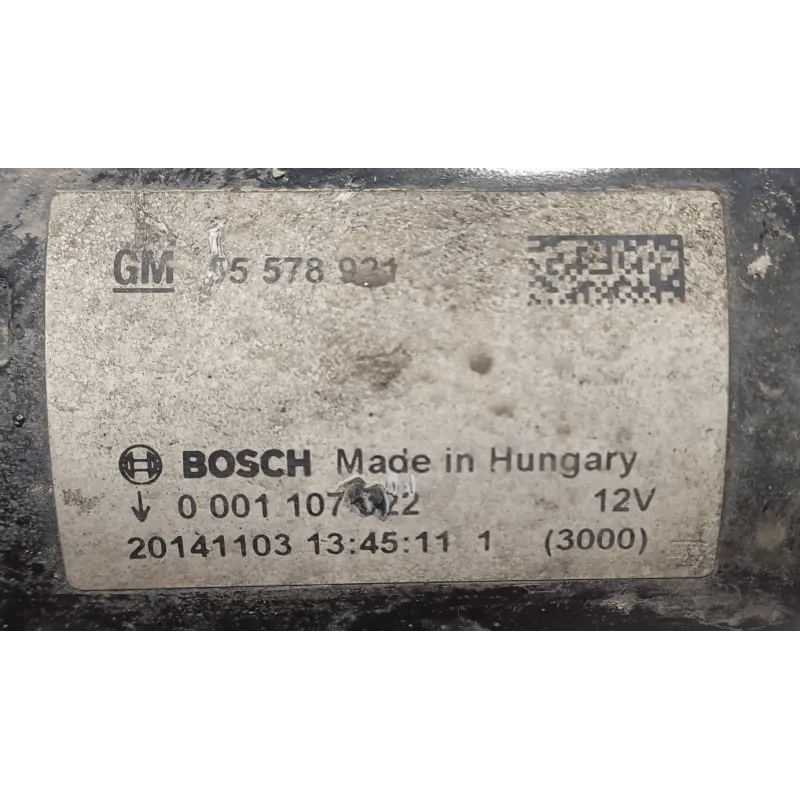 GM 55 578 921
BOSCH Made in Hungary
0 001 107 12V
20141103 13:45:11 1 (3000)